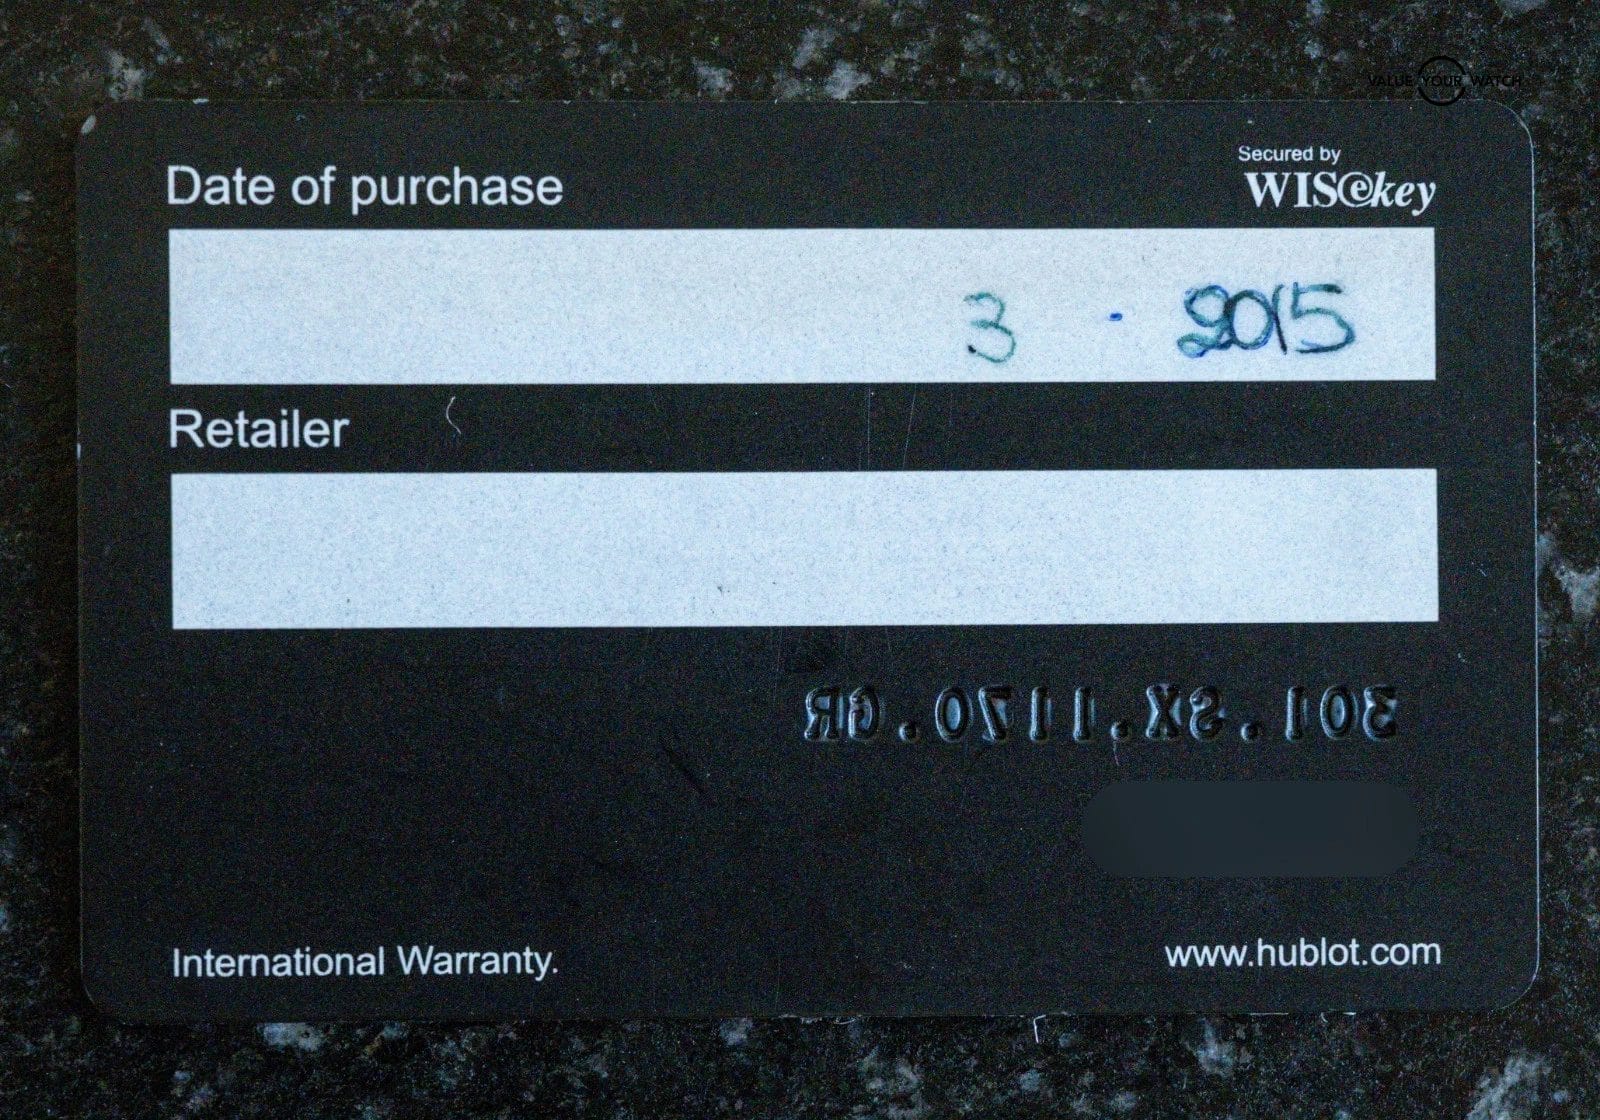 VALUE YOUR WATCH
Secured by
WISekey
Date of purchase
3 - 2015
Retailer
301.SX.1170.GR
International Warranty.
www.hublot.com